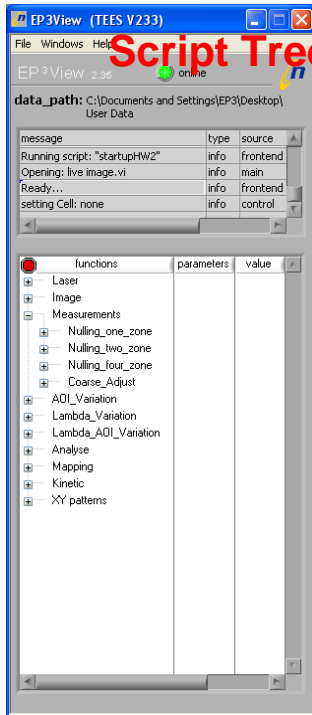 EP3View (TEES V233)
File Windows Help
Script Tree
EP³View 2.35 online
data_path: C:\Documents and Settings\EP3\Desktop\
User Data
message type source
Running script: "startupHW2" info frontend
Opening: live image.vi info main
Ready... info frontend
setting Cell: none info control
functions parameters value
Laser
Image
Measurements
Nulling_one_zone
Nulling_two_zone
Nulling_four_zone
Coarse_Adjust
AOI_Variation
Lambda_Variation
Lambda_AOI_Variation
Analyse
Mapping
Kinetic
XY patterns